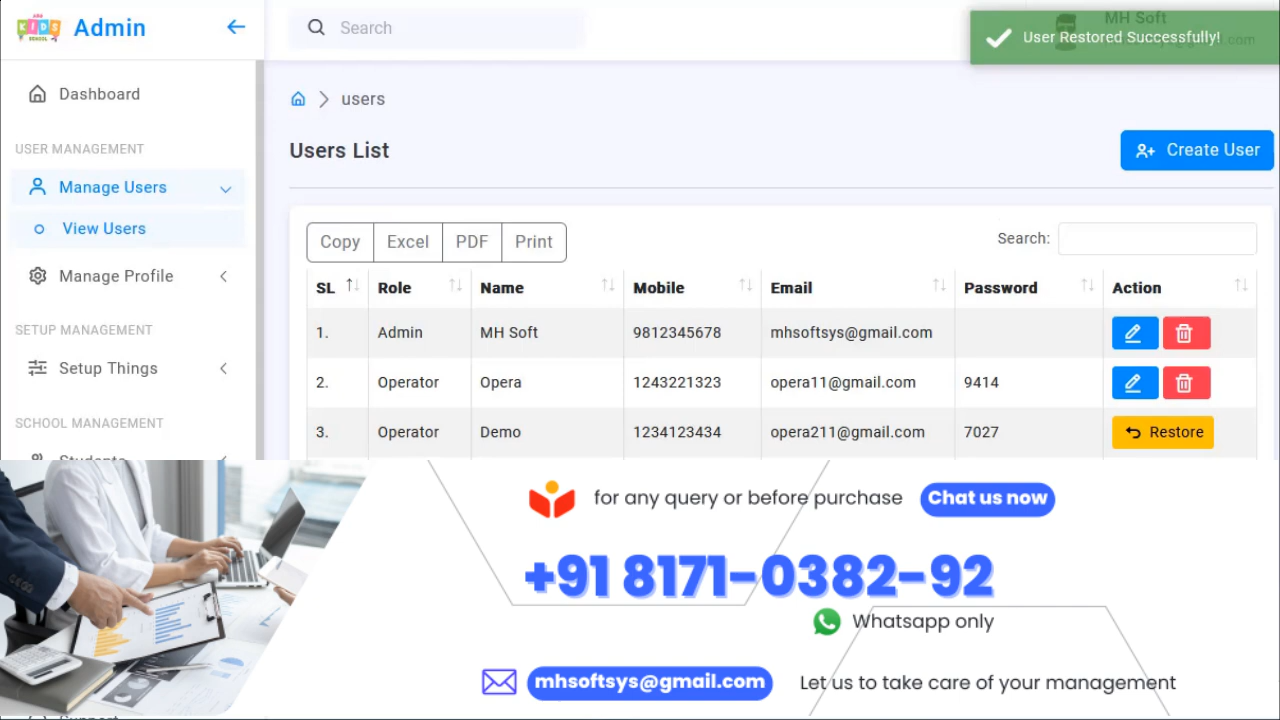 KIDS
SCHOOL
Admin
Search
MH Soft
User Restored Successfully!
Dashboard
users
USER MANAGEMENT
Users List
Create User
Manage Users
View Users
Copy Excel PDF Print
Search:
Manage Profile
SL Role Name Mobile Email Password Action
SETUP MANAGEMENT
1. Admin MH Soft 9812345678 mhsoftsys@gmail.com
Setup Things
2. Operator Opera 1243221323 opera11@gmail.com 9414
SCHOOL MANAGEMENT
3. Operator Demo 1234123434 opera211@gmail.com 7027 Restore
for any query or before purchase Chat us now
+91 8171-0382-92
Whatsapp only
mhsoftsys@gmail.com Let us to take care of your management